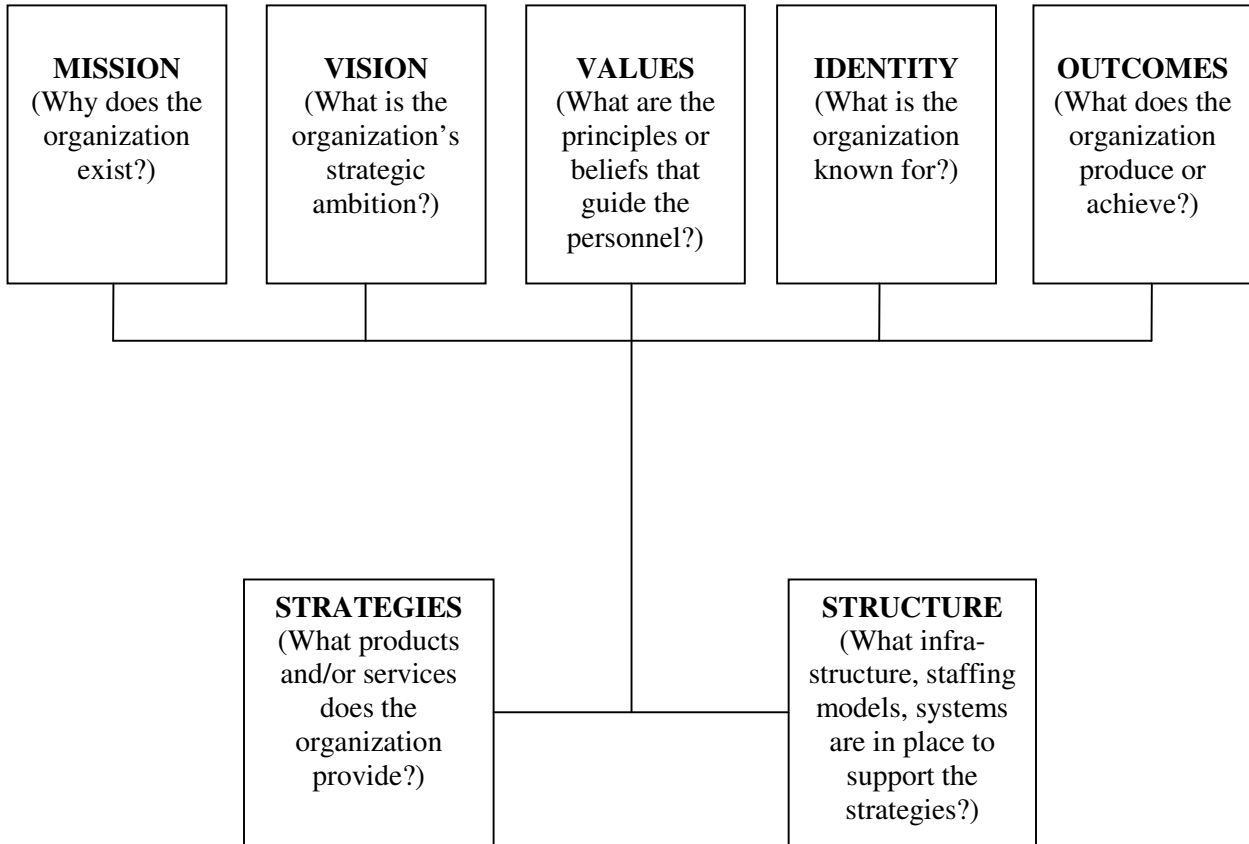 MISSION
(Why does the
organization
exist?)
VISION
(What is the
organization’s
strategic
ambition?)
VALUES
(What are the
principles or
beliefs that
guide the
personnel?)
IDENTITY
(What is the
organization
known for?)
OUTCOMES
(What does the
organization
produce or
achieve?)
STRATEGIES
(What products
and/or services
does the
organization
provide?)
STRUCTURE
(What infra-
structure, staffing
models, systems
are in place to
support the
strategies?)